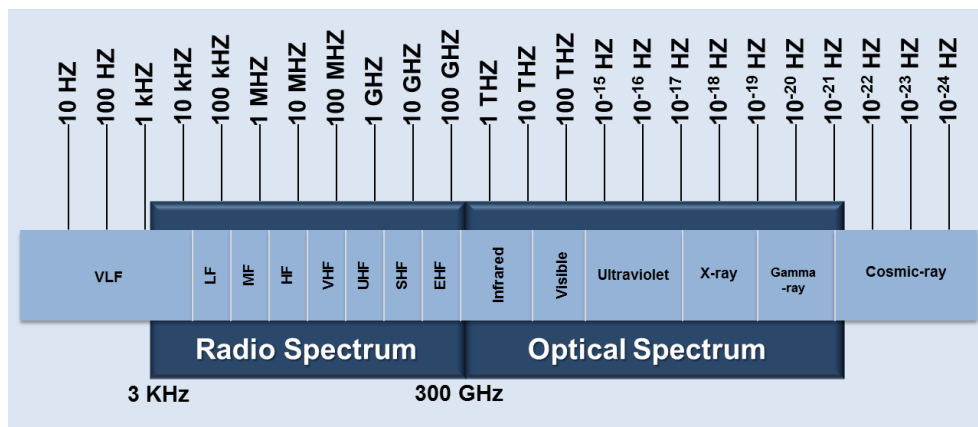 10 HZ
100 HZ
1 kHZ
10 kHZ
100 kHZ
1 MHZ
10 MHZ
100 MHZ
1 GHZ
10 GHZ
100 GHZ
1 THZ
10 THZ
100 THZ
10⁻¹⁵ HZ
10⁻¹⁶ HZ
10⁻¹⁷ HZ
10⁻¹⁸ HZ
10⁻¹⁹ HZ
10⁻²⁰ HZ
10⁻²¹ HZ
10⁻²² HZ
10⁻²³ HZ
10⁻²⁴ HZ
VLF
LF
MF
HF
VHF
UHF
SHF
EHF
Infrared
Visible
Ultraviolet
X-ray
Gamma
-ray
Cosmic-ray
Radio Spectrum
Optical Spectrum
3 KHz
300 GHz